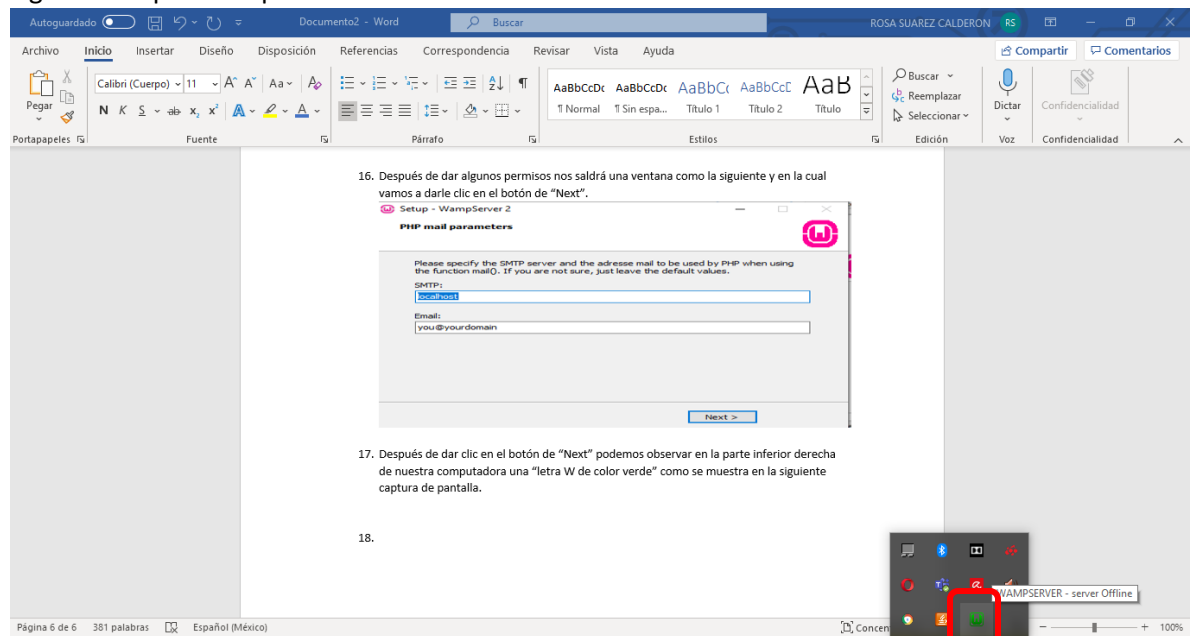 Autoguardado
Documento2 - Word
Buscar
ROSA SUAREZ CALDERON
RS
Archivo Inicio Insertar Diseño Disposición Referencias Correspondencia Revisar Vista Ayuda
Compartir
Comentarios
Pegar
Calibri (Cuerpo) 11 A^ A˅ Aa A
N K S ab x₂ x² A A
AaBbCcDc AaBbCcDc AaBbCc AaBbCcE AaB
¶ Normal ¶ Sin espa... Título 1 Título 2 Título
Buscar
Reemplazar
Seleccionar
Dictar
Confidencialidad
Portapapeles Fuente Párrafo Estilos Edición Voz Confidencialidad
16. Después de dar algunos permisos nos saldrá una ventana como la siguiente y en la cual
vamos a darle clic en el botón de “Next”.
Setup - WampServer 2
PHP mail parameters
Please specify the SMTP server and the adresse mail to be used by PHP when using
the function mail(). If you are not sure, just leave the default values.
SMTP:
localhost
Email:
you@yourdomain
Next >
17. Después de dar clic en el botón de “Next” podemos observar en la parte inferior derecha
de nuestra computadora una “letra W de color verde” como se muestra en la siguiente
captura de pantalla.
18.
WAMPSERVER - server Offline
Página 6 de 6 381 palabras Español (México)
Concen
100%